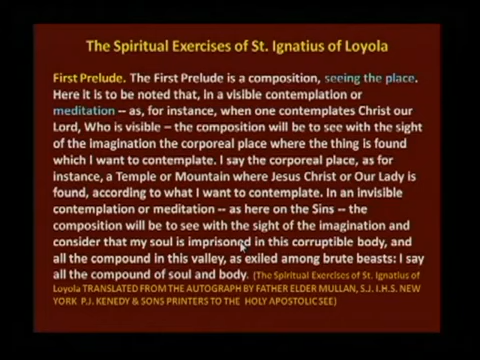 The Spiritual Exercises of St. Ignatius of Loyola
First Prelude. The First Prelude is a composition, seeing the place.
Here it is to be noted that, in a visible contemplation or
meditation -- as, for instance, when one contemplates Christ our
Lord, Who is visible – the composition will be to see with the sight
of the imagination the corporeal place where the thing is found
which I want to contemplate. I say the corporeal place, as for
instance, a Temple or Mountain where Jesus Christ or Our Lady is
found, according to what I want to contemplate. In an invisible
contemplation or meditation -- as here on the Sins -- the
composition will be to see with the sight of the imagination and
consider that my soul is imprisoned in this corruptible body, and
all the compound in this valley, as exiled among brute beasts: I say
all the compound of soul and body. (The Spiritual Exercises of St. Ignatius of
Loyola TRANSLATED FROM THE AUTOGRAPH BY FATHER ELDER MULLAN, S.J. I.H.S. NEW
YORK P.J. KENEDY & SONS PRINTERS TO THE HOLY APOSTOLIC SEE)